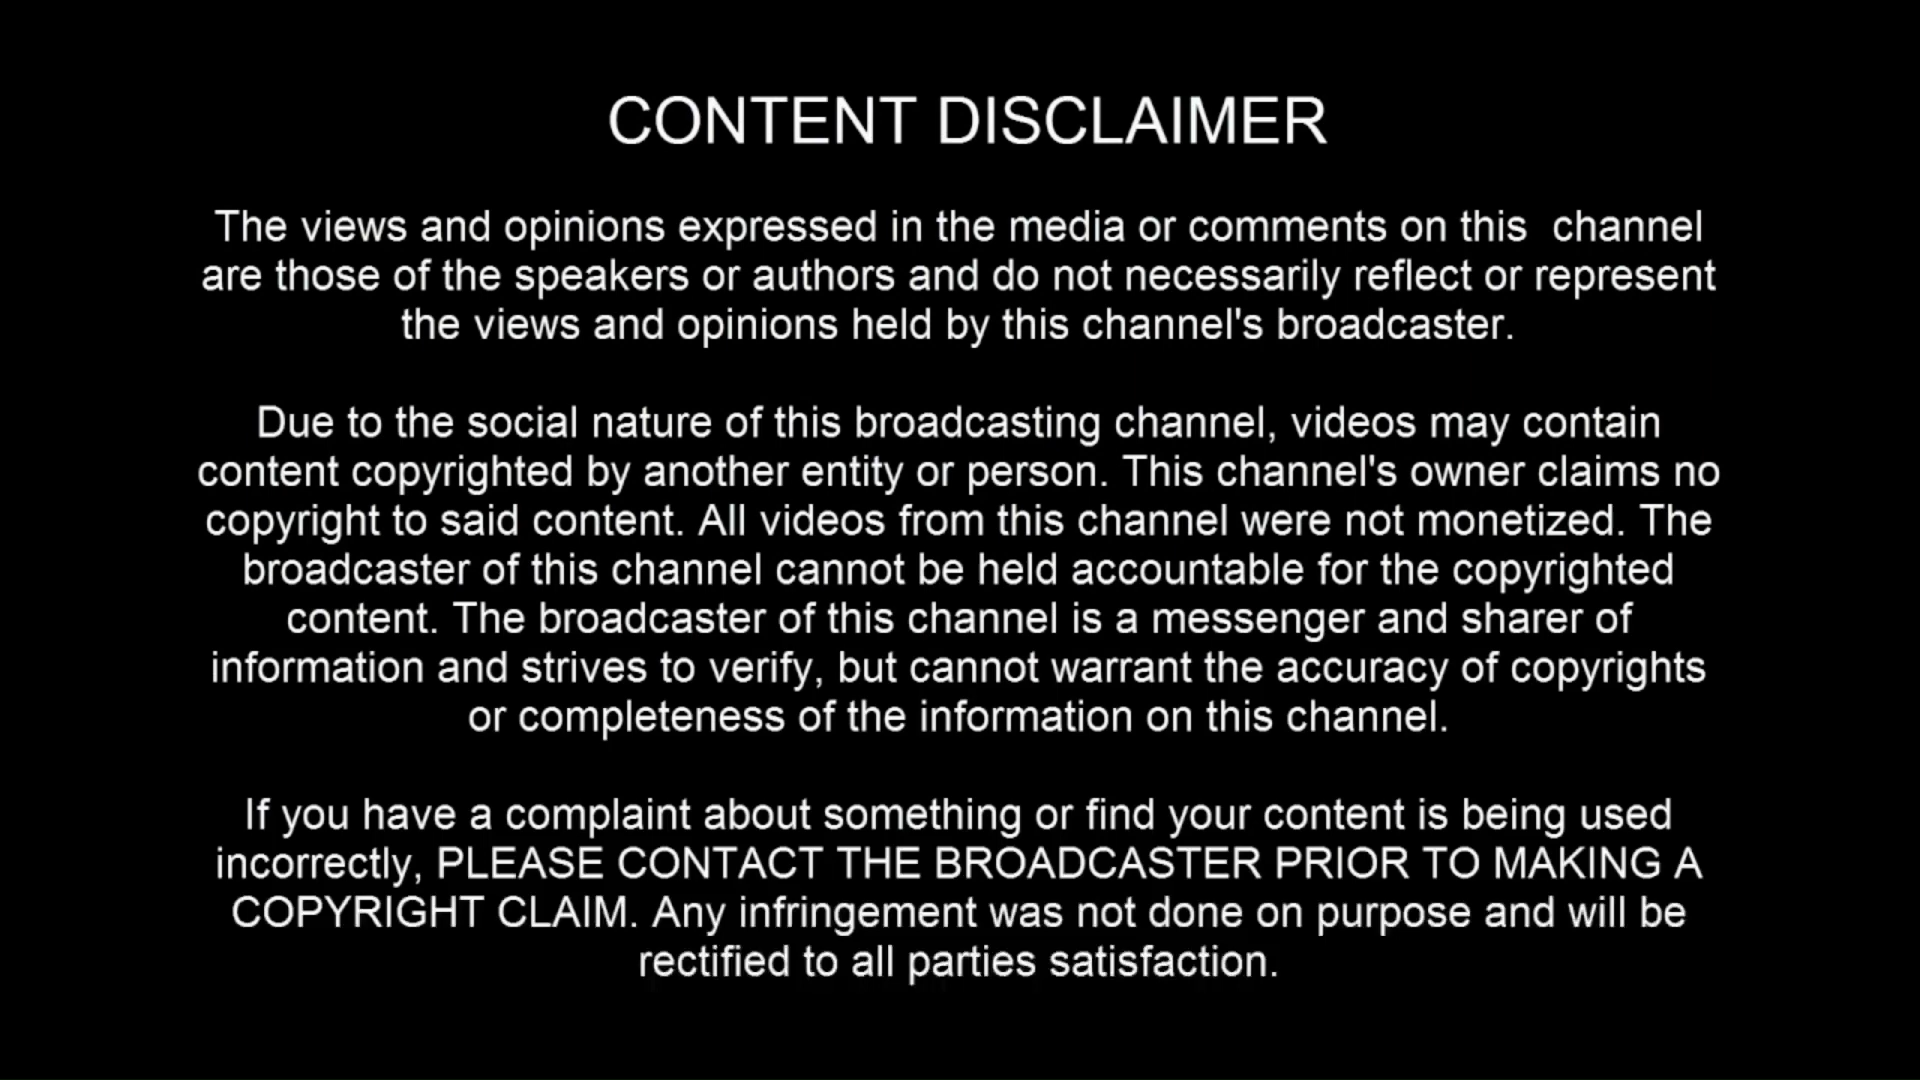 CONTENT DISCLAIMER
The views and opinions expressed in the media or comments on this  channel
are those of the speakers or authors and do not necessarily reflect or represent
the views and opinions held by this channel's broadcaster.
Due to the social nature of this broadcasting channel, videos may contain
content copyrighted by another entity or person. This channel's owner claims no
copyright to said content. All videos from this channel were not monetized. The
broadcaster of this channel cannot be held accountable for the copyrighted
content. The broadcaster of this channel is a messenger and sharer of
information and strives to verify, but cannot warrant the accuracy of copyrights
or completeness of the information on this channel.
If you have a complaint about something or find your content is being used
incorrectly, PLEASE CONTACT THE BROADCASTER PRIOR TO MAKING A
COPYRIGHT CLAIM. Any infringement was not done on purpose and will be
rectified to all parties satisfaction.